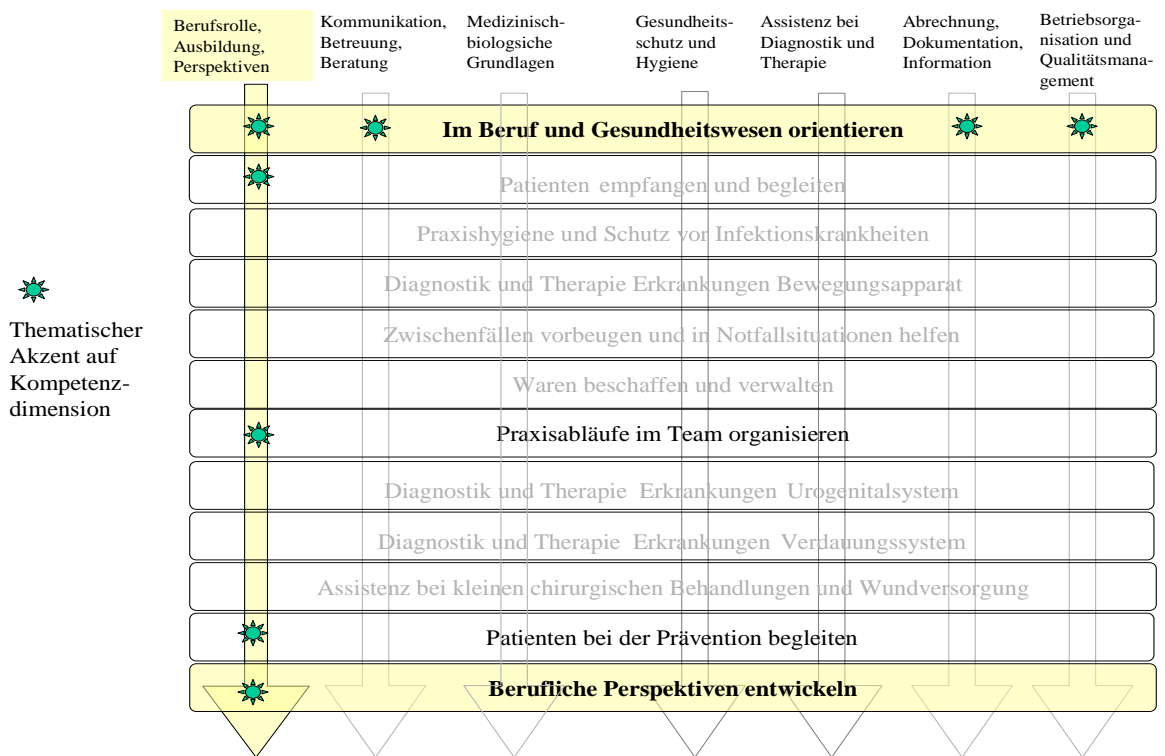 Berufsrolle,
Ausbildung,
Perspektiven
Kommunikation,
Betreuung,
Beratung
Medizinisch-
biologsiche
Grundlagen
Gesundheits-
schutz und
Hygiene
Assistenz bei
Diagnostik und
Therapie
Abrechnung,
Dokumentation,
Information
Betriebsorga-
nisation und
Qualitätsmana-
gement
Im Beruf und Gesundheitswesen orientieren
Patienten empfangen und begleiten
Praxishygiene und Schutz vor Infektionskrankheiten
Diagnostik und Therapie Erkrankungen Bewegungsapparat
Zwischenfällen vorbeugen und in Notfallsituationen helfen
Waren beschaffen und verwalten
Praxisabläufe im Team organisieren
Diagnostik und Therapie Erkrankungen Urogenitalsystem
Diagnostik und Therapie Erkrankungen Verdauungssystem
Assistenz bei kleinen chirurgischen Behandlungen und Wundversorgung
Patienten bei der Prävention begleiten
Berufliche Perspektiven entwickeln
Thematischer
Akzent auf
Kompetenz-
dimension